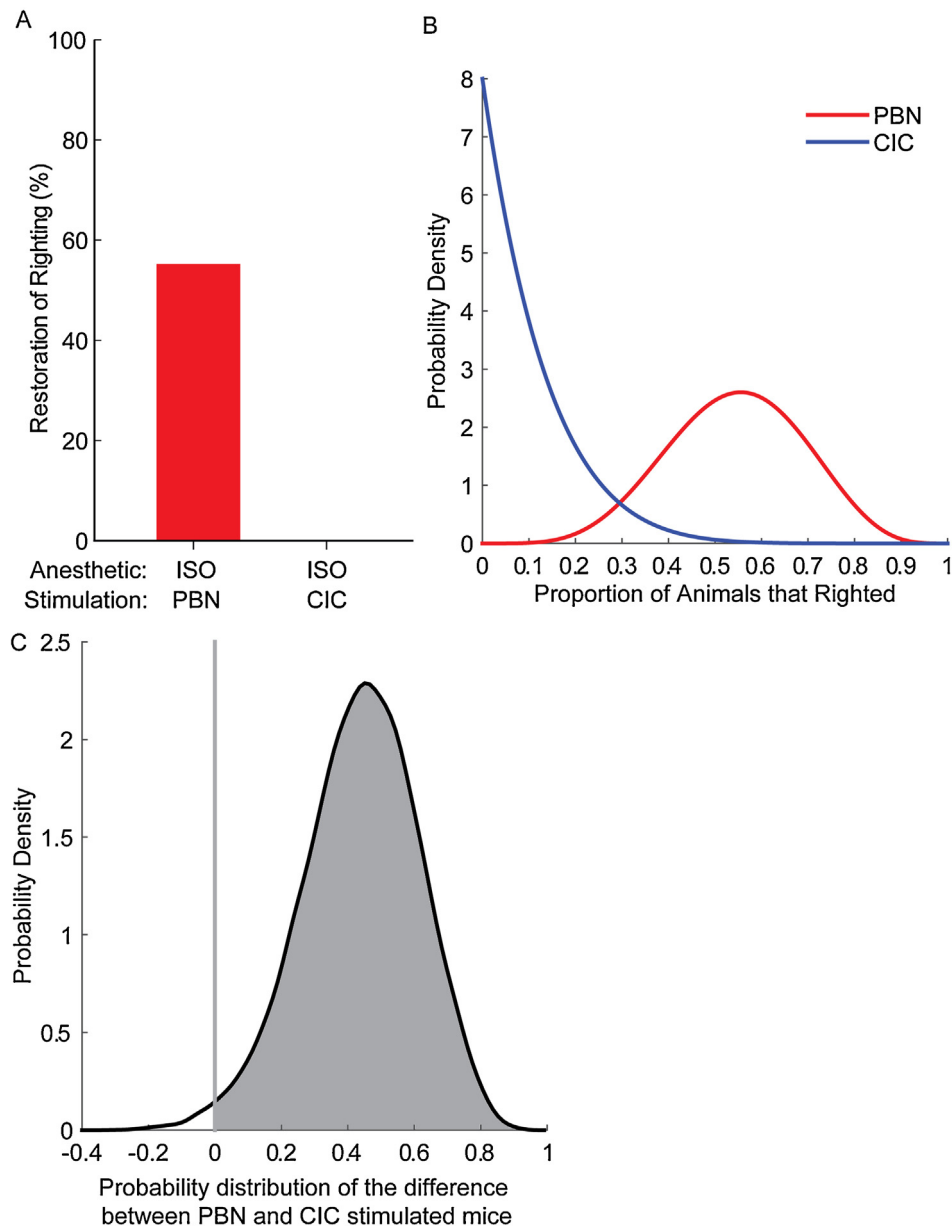 A
100
80
60
40
20
0
Restoration of Righting (%)
Anesthetic: ISO ISO
Stimulation: PBN CIC
B
8
7
6
5
4
3
2
1
0
Probability Density
PBN
CIC
0 0.1 0.2 0.3 0.4 0.5 0.6 0.7 0.8 0.9 1
Proportion of Animals that Righted
C
2.5
2
1.5
1
0.5
0
Probability Density
-0.4 -0.2 0 0.2 0.4 0.6 0.8 1
Probability distribution of the difference
between PBN and CIC stimulated mice